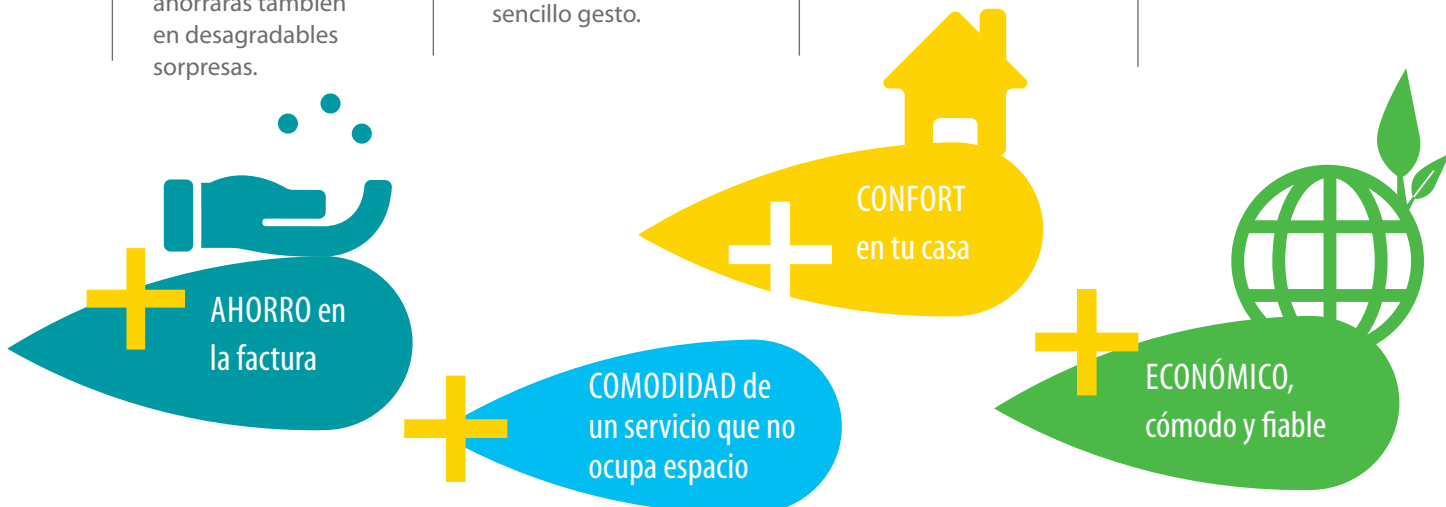 ahorrarás también
en desagradables
sorpresas.
sencillo gesto.
AHORRO en
la factura
COMODIDAD de
un servicio que no
ocupa espacio
CONFORT
en tu casa
ECONÓMICO,
cómodo y fiable